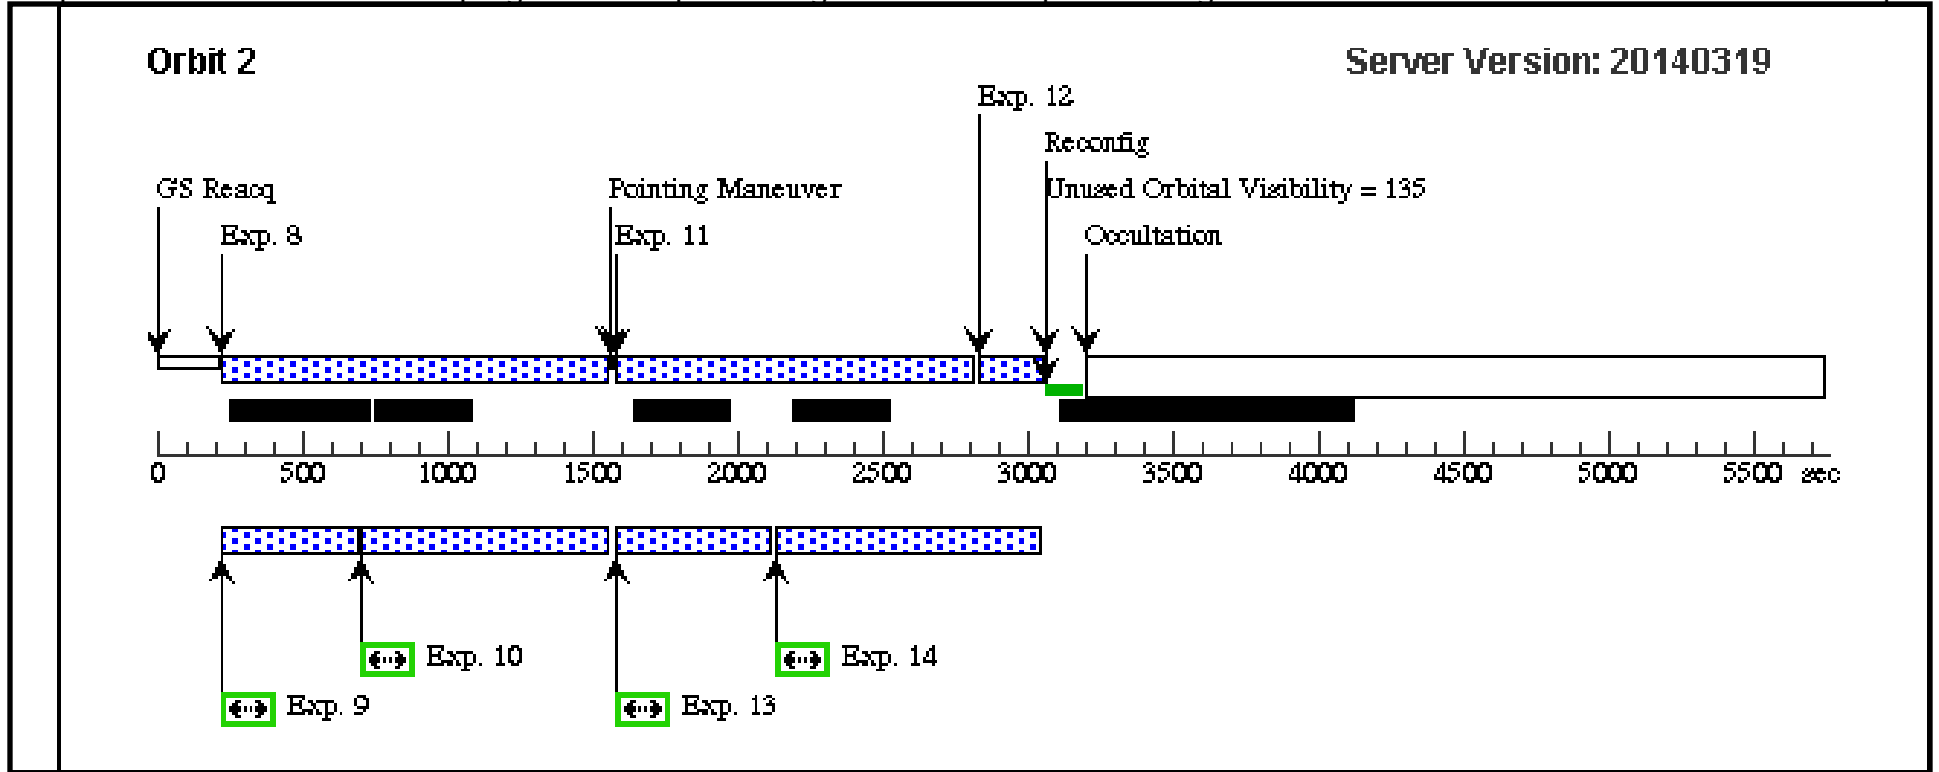 Orbit 2 Server Version: 20140319
Exp. 12
Reconfig
GS Reacq Pointing Maneuver Unused Orbital Visibility = 135
Exp. 8 Exp. 11 Occultation
0 500 1000 1500 2000 2500 3000 3500 4000 4500 5000 5500 sec
Exp. 10 Exp. 14
Exp. 9 Exp. 13